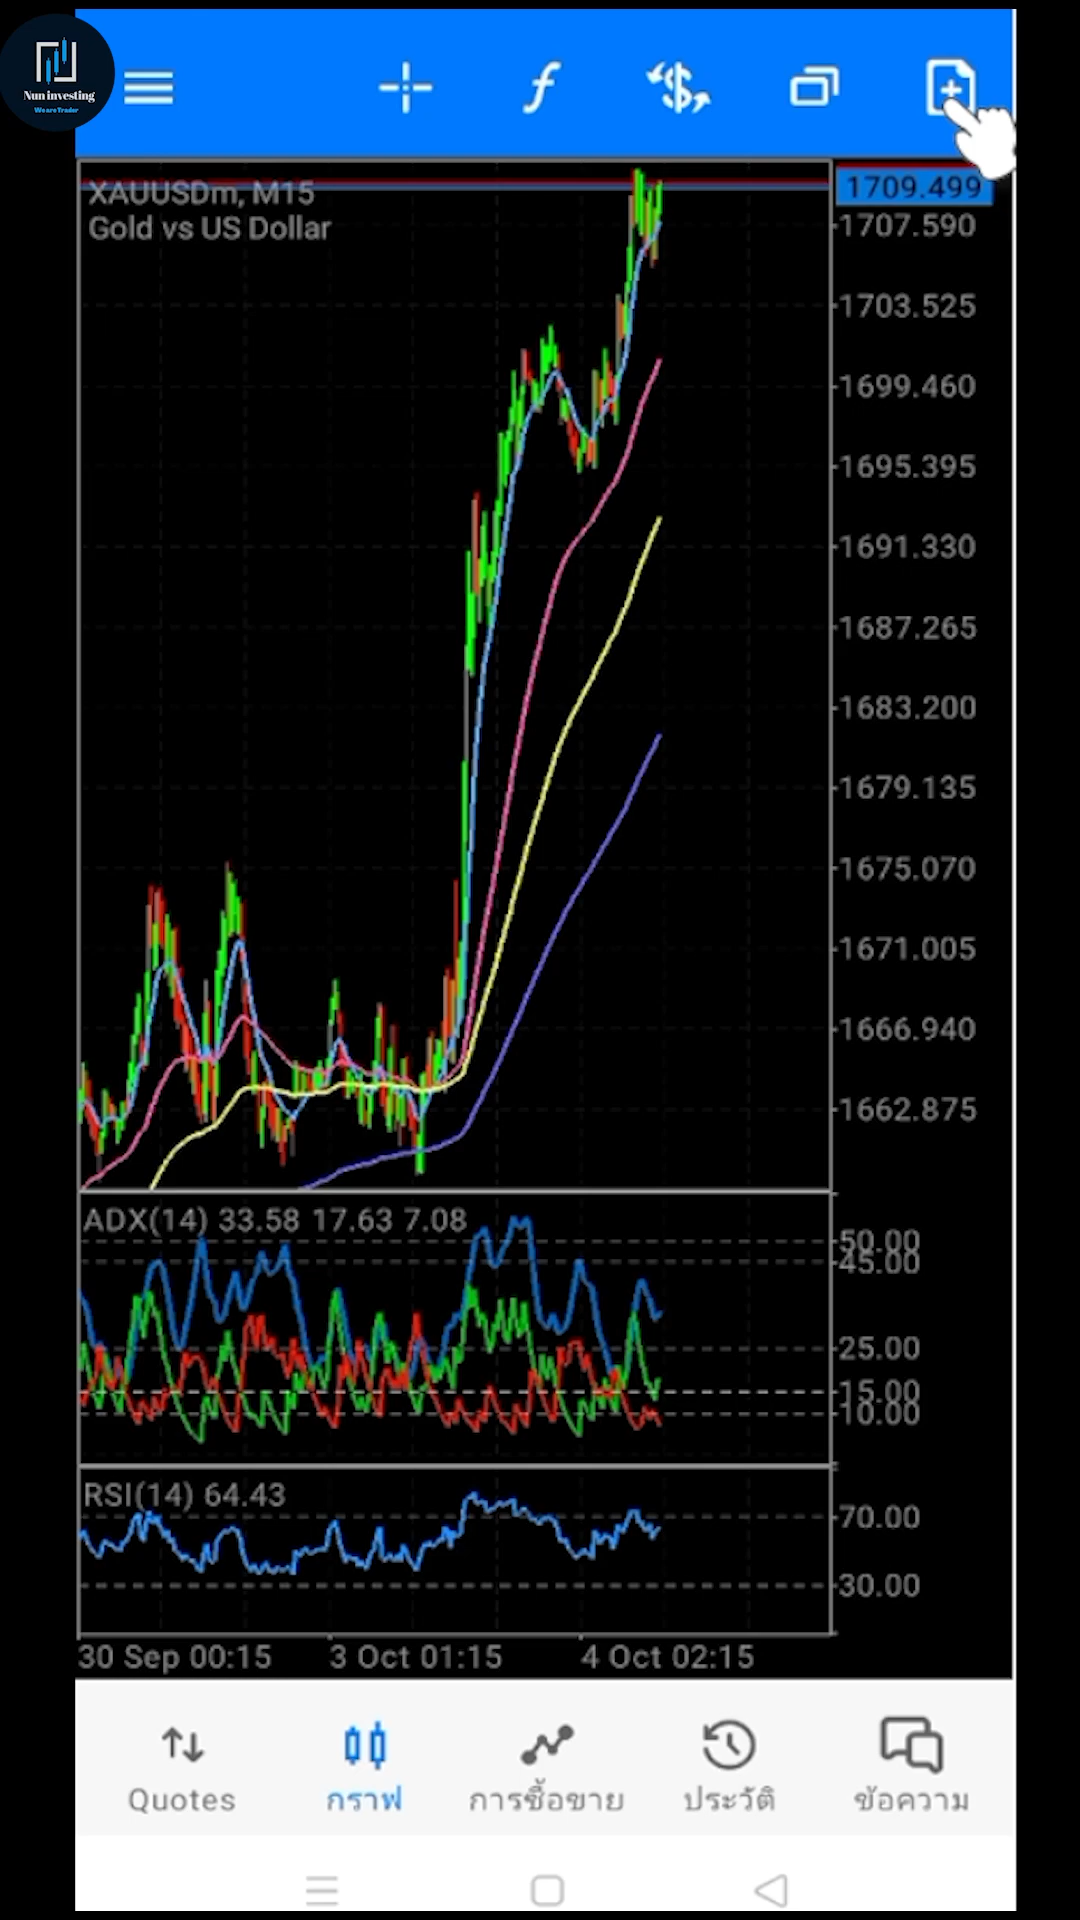 Nun investing
We are Trader
f
XAUUSDm, M15
Gold vs US Dollar
1709.499
1707.590
1703.525
1699.460
1695.395
1691.330
1687.265
1683.200
1679.135
1675.070
1671.005
1666.940
1662.875
ADX(14) 33.58 17.63 7.08
50.00
45.00
25.00
15.00
10.00
RSI(14) 64.43
70.00
30.00
30 Sep 00:15 3 Oct 01:15 4 Oct 02:15
Quotes กราฟ การซื้อขาย ประวัติ ข้อความ